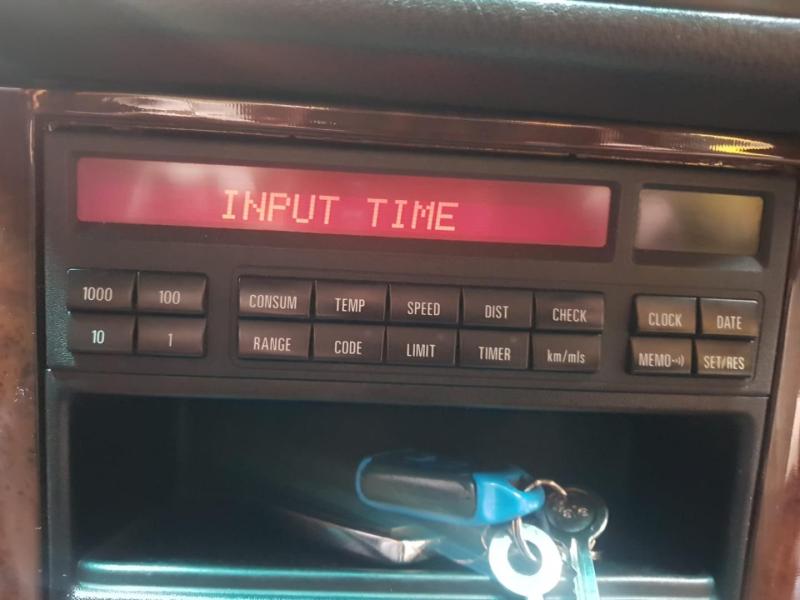 INPUT TIME
1000 100 CONSUM TEMP SPEED DIST CHECK CLOCK DATE
10 1 RANGE CODE LIMIT TIMER km/mls MEMO SET/RES